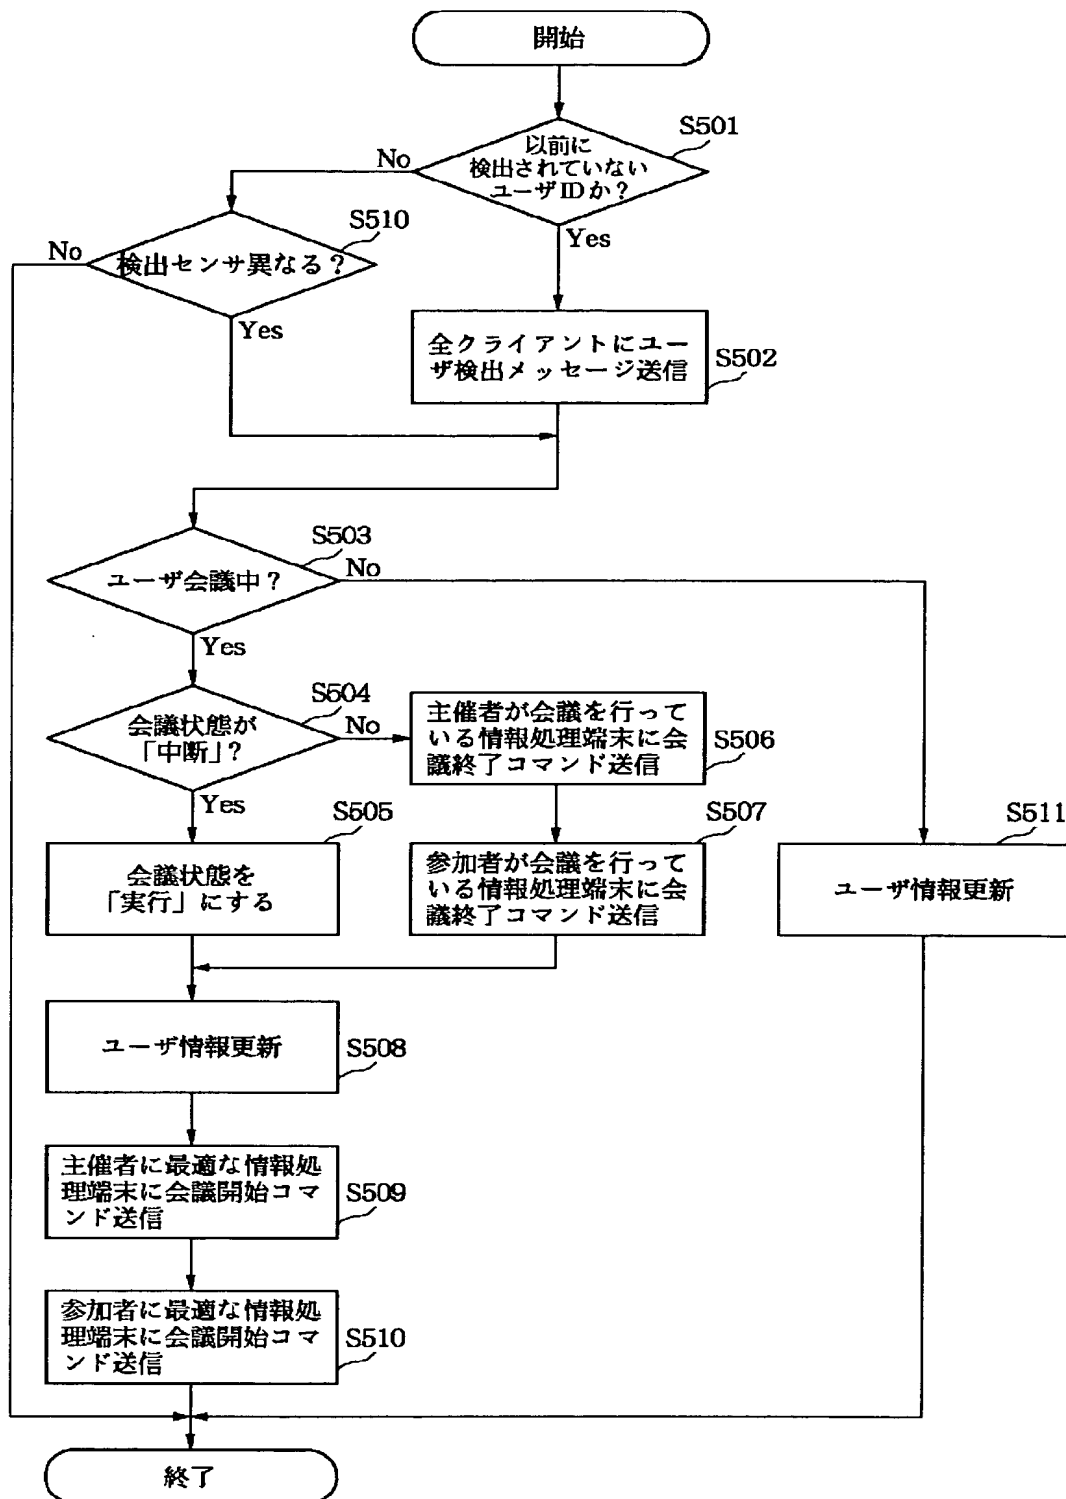 開始
S501
以前に
検出されていない
ユーザIDか？
No
Yes
S510
検出センサ異なる？
No
Yes
全クライアントにユー
ザ検出メッセージ送信
S502
S503
ユーザ会議中？
No
Yes
S504
会議状態が
「中断」？
No
Yes
主催者が会議を行って
いる情報処理端末に会
議終了コマンド送信
S506
S505
会議状態を
「実行」にする
S507
参加者が会議を行って
いる情報処理端末に会
議終了コマンド送信
S511
ユーザ情報更新
ユーザ情報更新
S508
主催者に最適な情報処
理端末に会議開始コマ
ンド送信
S509
参加者に最適な情報処
理端末に会議開始コマ
ンド送信
S510
終了